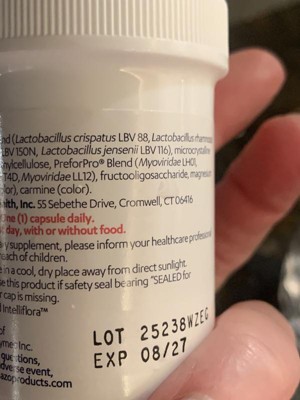 (Lactobacillus crispatus LBV 88, Lactobacillus rhamnosus
LBV 150N, Lactobacillus jensenii LBV 116), microcrystalline
PreforPro® Blend (Myoviridae LH01,
T4D, Myoviridae LL12), fructooligosaccharide, magnesium
carmine (color).
Inc. 55 Sebethe Drive, Cromwell, CT 06416
(1) capsule daily.
day, with or without food.
supplement, please inform your healthcare professional
reach of children.
in a cool, dry place away from direct sunlight.
this product if safety seal bearing “SEALED for
cap is missing.
Intelliflora™
of
Inc.
questions,
adverse event,
azoproducts.com
LOT 25238WZEG
EXP 08/27